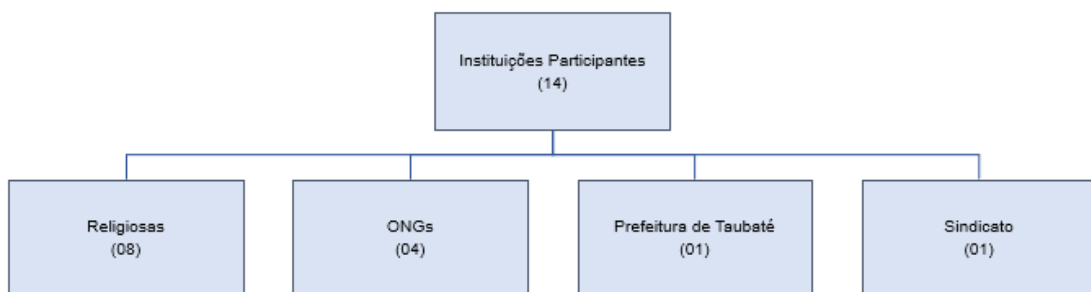 Instituições Participantes
(14)
Religiosas
(08)
ONGs
(04)
Prefeitura de Taubaté
(01)
Sindicato
(01)